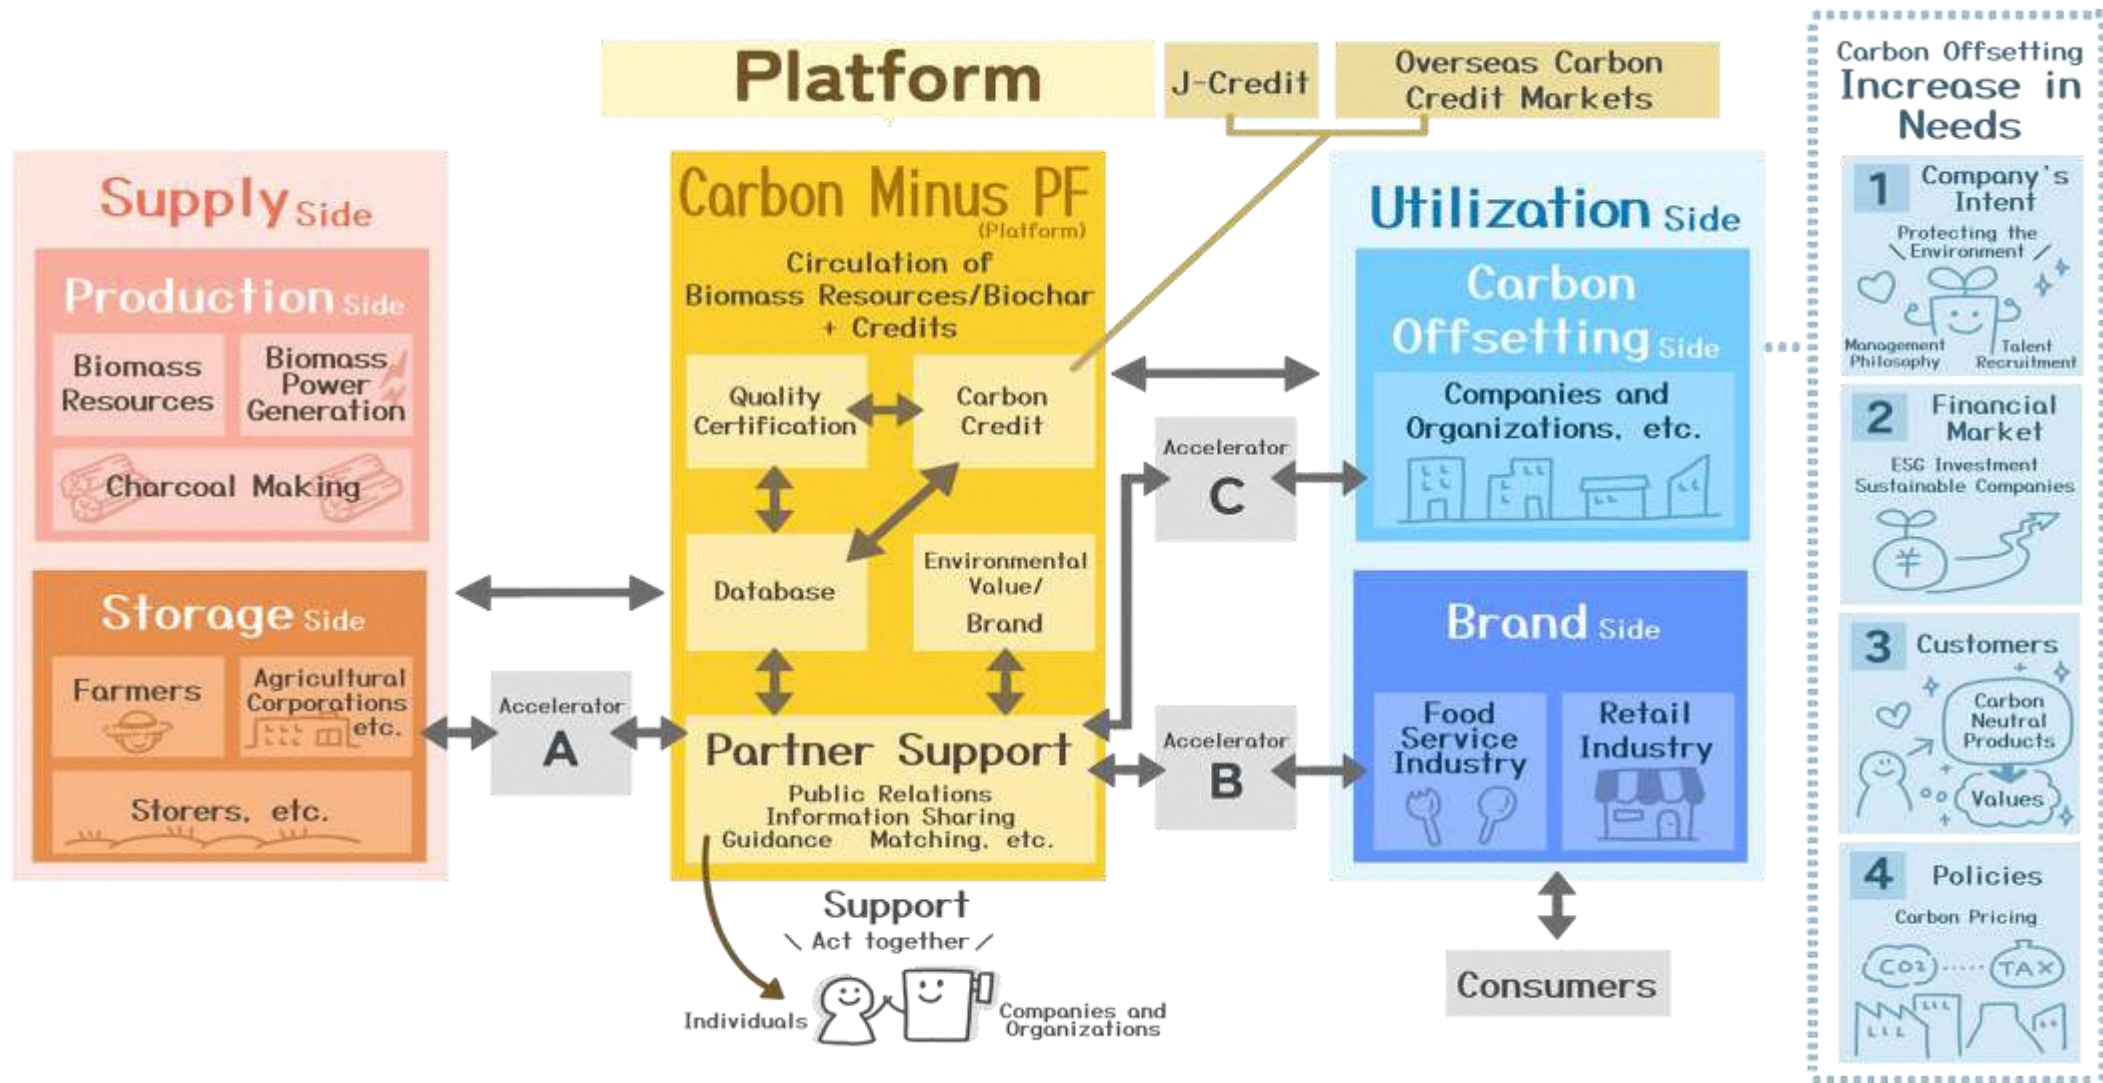 Platform
J-Credit
Overseas Carbon
Credit Markets
Supply Side
Production Side
Biomass
Resources
Biomass
Power
Generation
Charcoal Making
Storage Side
Farmers
Agricultural
Corporations
etc.
Storers, etc.
Accelerator
A
Carbon Minus PF
(Platform)
Circulation of
Biomass Resources/Biochar
+ Credits
Quality
Certification
Carbon
Credit
Database
Environmental
Value/
Brand
Partner Support
Public Relations
Information Sharing
Guidance Matching, etc.
Support
\ Act together /
Individuals
Companies and
Organizations
Accelerator
C
Accelerator
B
Utilization Side
Carbon
Offsetting Side
Companies and
Organizations, etc.
Brand Side
Food
Service
Industry
Retail
Industry
Consumers
Carbon Offsetting
Increase in
Needs
1
Company's
Intent
Protecting the
\ Environment /
Management
Philosophy
Talent
Recruitment
2
Financial
Market
ESG Investment
Sustainable Companies
¥
3
Customers
Carbon
Neutral
Products
Values
4
Policies
Carbon Pricing
CO2
TAX